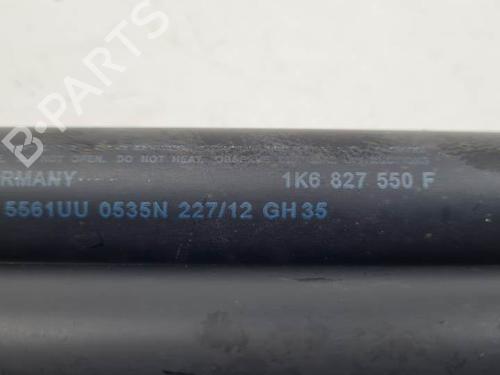 NOT OPEN. DO NOT HEAT.
RMANY 1K6 827 550 F
5561UU 0535N 227/12 GH35
B-PARTS